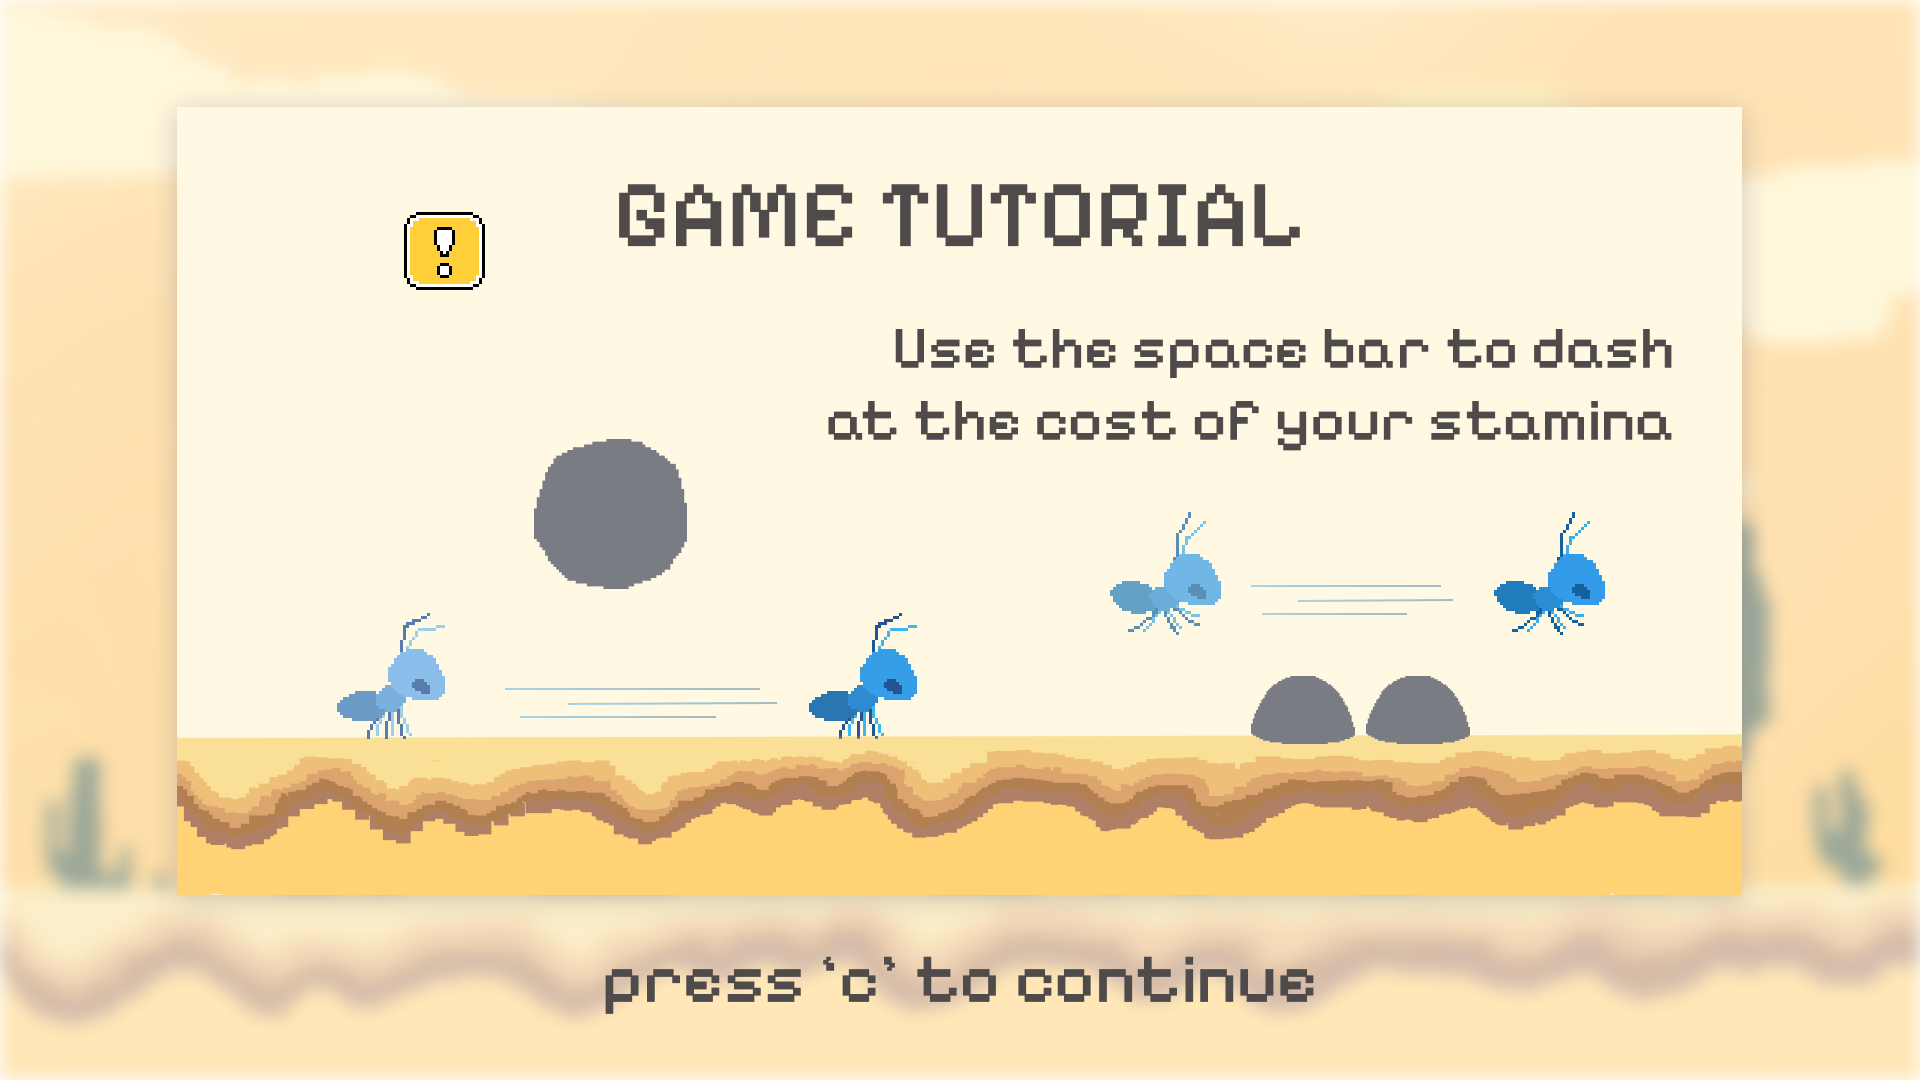 GAME TUTORIAL
!
Use the space bar to dash
at the cost of your stamina
press 'c' to continue